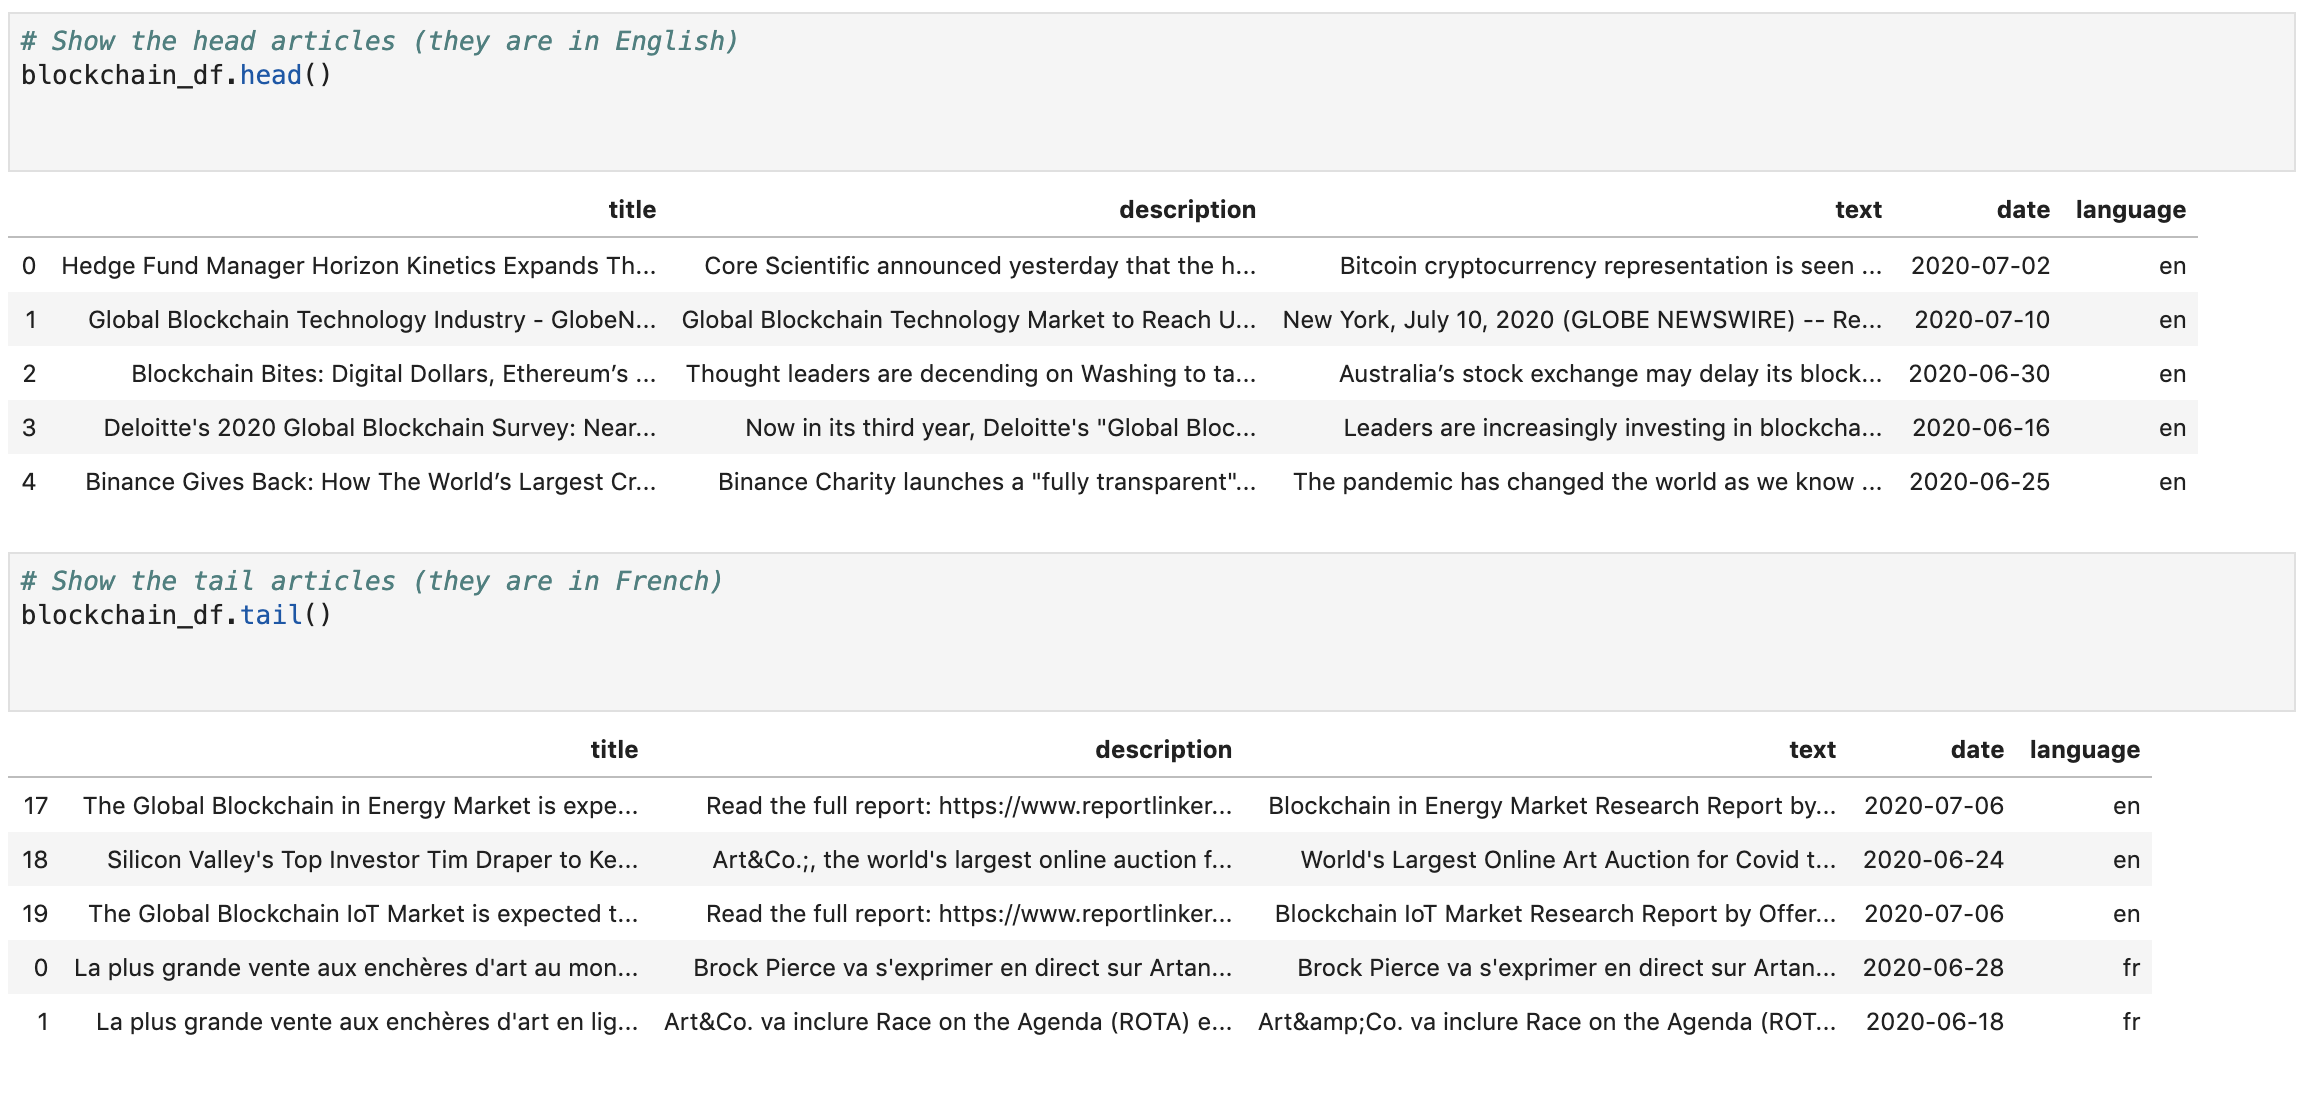 # Show the head articles (they are in English)
blockchain_df.head()
title description text date language
0 Hedge Fund Manager Horizon Kinetics Expands Th... Core Scientific announced yesterday that the h... Bitcoin cryptocurrency representation is seen ... 2020-07-02 en
1 Global Blockchain Technology Industry - GlobeN... Global Blockchain Technology Market to Reach U... New York, July 10, 2020 (GLOBE NEWSWIRE) -- Re... 2020-07-10 en
2 Blockchain Bites: Digital Dollars, Ethereum’s ... Thought leaders are decending on Washing to ta... Australia’s stock exchange may delay its block... 2020-06-30 en
3 Deloitte's 2020 Global Blockchain Survey: Near... Now in its third year, Deloitte's "Global Bloc... Leaders are increasingly investing in blockcha... 2020-06-16 en
4 Binance Gives Back: How The World’s Largest Cr... Binance Charity launches a "fully transparent"... The pandemic has changed the world as we know ... 2020-06-25 en
# Show the tail articles (they are in French)
blockchain_df.tail()
title description text date language
17 The Global Blockchain in Energy Market is expe... Read the full report: https://www.reportlinker... Blockchain in Energy Market Research Report by... 2020-07-06 en
18 Silicon Valley's Top Investor Tim Draper to Ke... Art&Co.;, the world's largest online auction f... World's Largest Online Art Auction for Covid t... 2020-06-24 en
19 The Global Blockchain IoT Market is expected t... Read the full report: https://www.reportlinker... Blockchain IoT Market Research Report by Offer... 2020-07-06 en
0 La plus grande vente aux enchères d'art au mon... Brock Pierce va s'exprimer en direct sur Artan... Brock Pierce va s'exprimer en direct sur Artan... 2020-06-28 fr
1 La plus grande vente aux enchères d'art en lig... Art&Co. va inclure Race on the Agenda (ROTA) e... Art&amp;Co. va inclure Race on the Agenda (ROT... 2020-06-18 fr